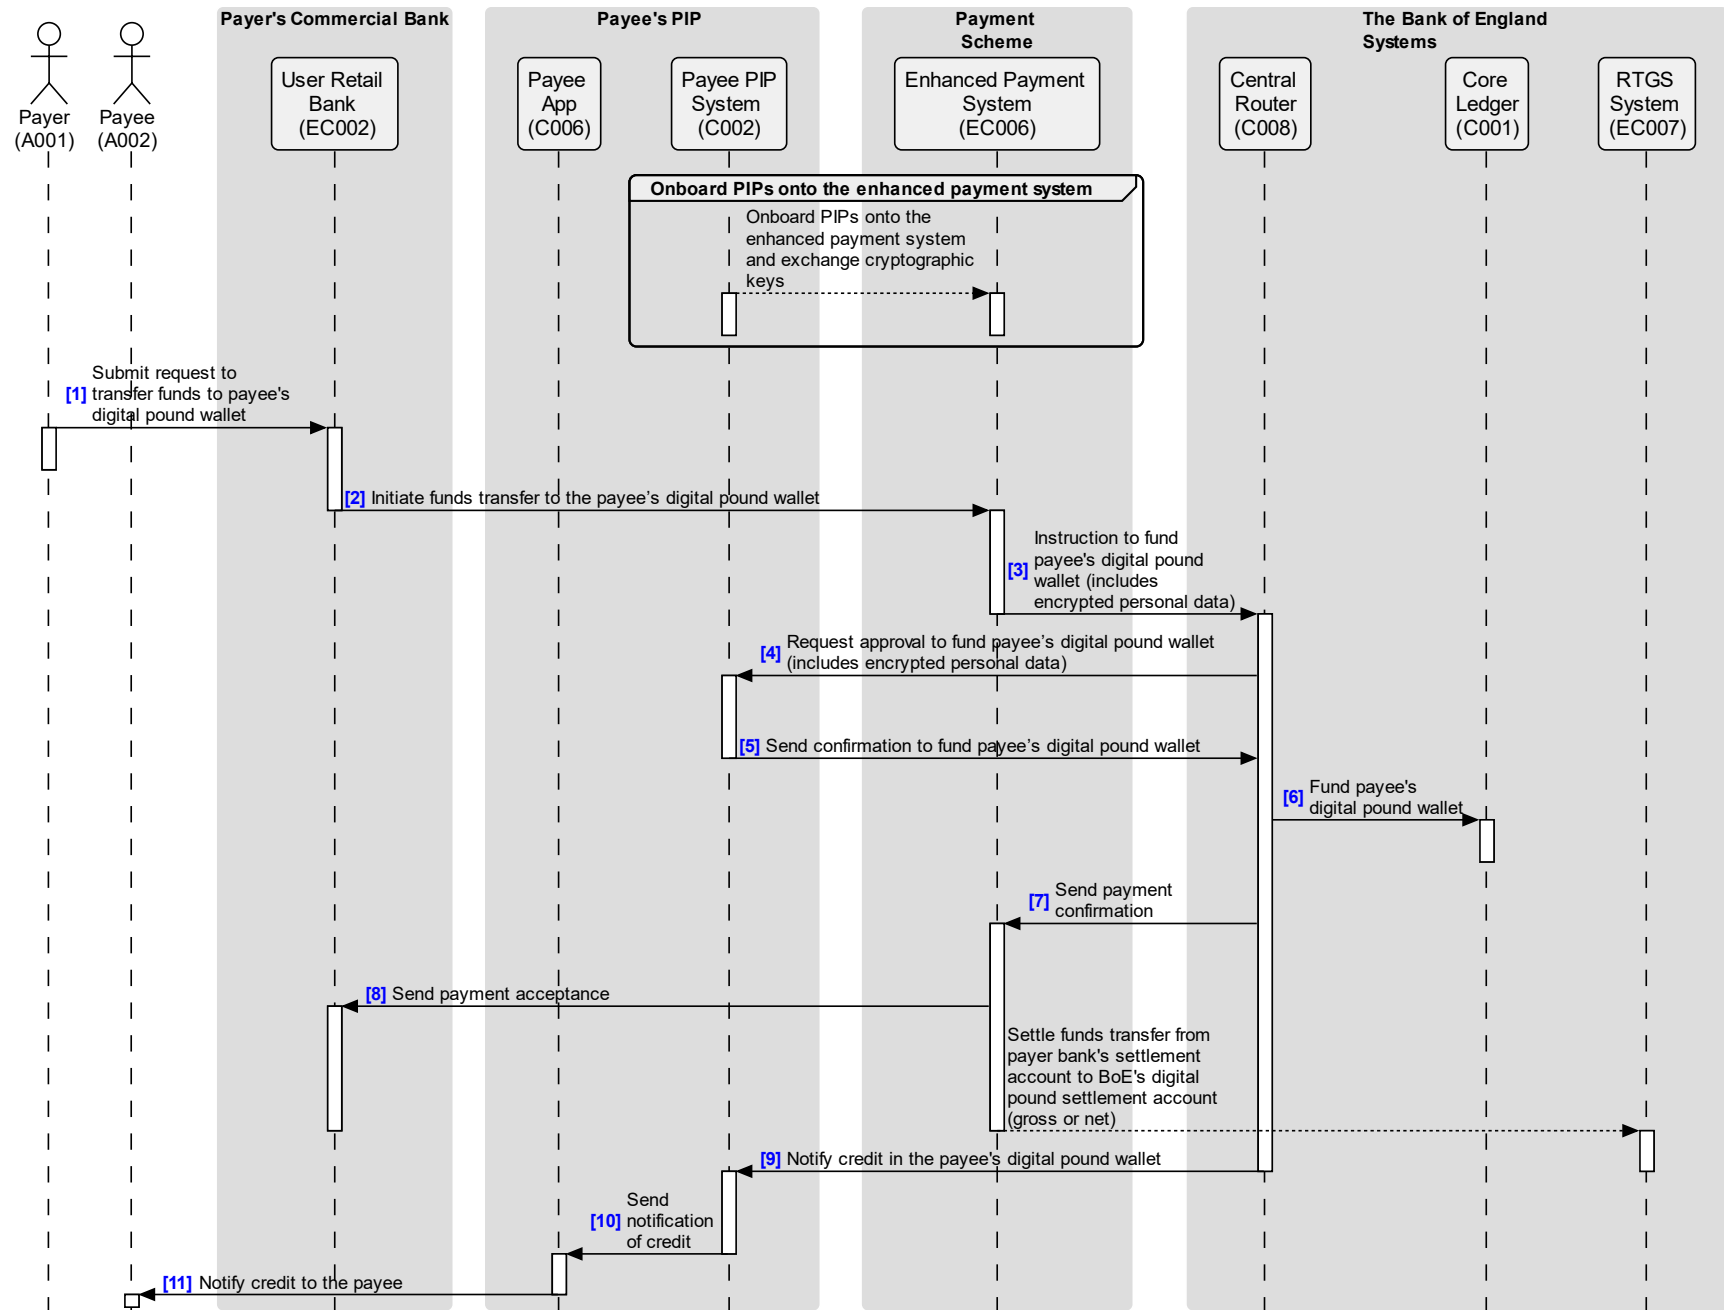 Payer's Commercial Bank
Payee's PIP
Payment
Scheme
The Bank of England
Systems
Payer
(A001)
Payee
(A002)
User Retail
Bank
(EC002)
Payee
App
(C006)
Payee PIP
System
(C002)
Enhanced Payment
System
(EC006)
Central
Router
(C008)
Core
Ledger
(C001)
RTGS
System
(EC007)
Onboard PIPs onto the enhanced payment system
Onboard PIPs onto the
enhanced payment system
and exchange cryptographic
keys
Submit request to
[1] transfer funds to payee's
digital pound wallet
[2] Initiate funds transfer to the payee’s digital pound wallet
Instruction to fund
payee's digital pound
[3] wallet (includes
encrypted personal data)
[4] Request approval to fund payee’s digital pound wallet
(includes encrypted personal data)
[5] Send confirmation to fund payee’s digital pound wallet
[6] Fund payee's
digital pound wallet
[7] Send payment
confirmation
[8] Send payment acceptance
Settle funds transfer from
payer bank's settlement
account to BoE's digital
pound settlement account
(gross or net)
[9] Notify credit in the payee's digital pound wallet
Send
[10] notification
of credit
[11] Notify credit to the payee